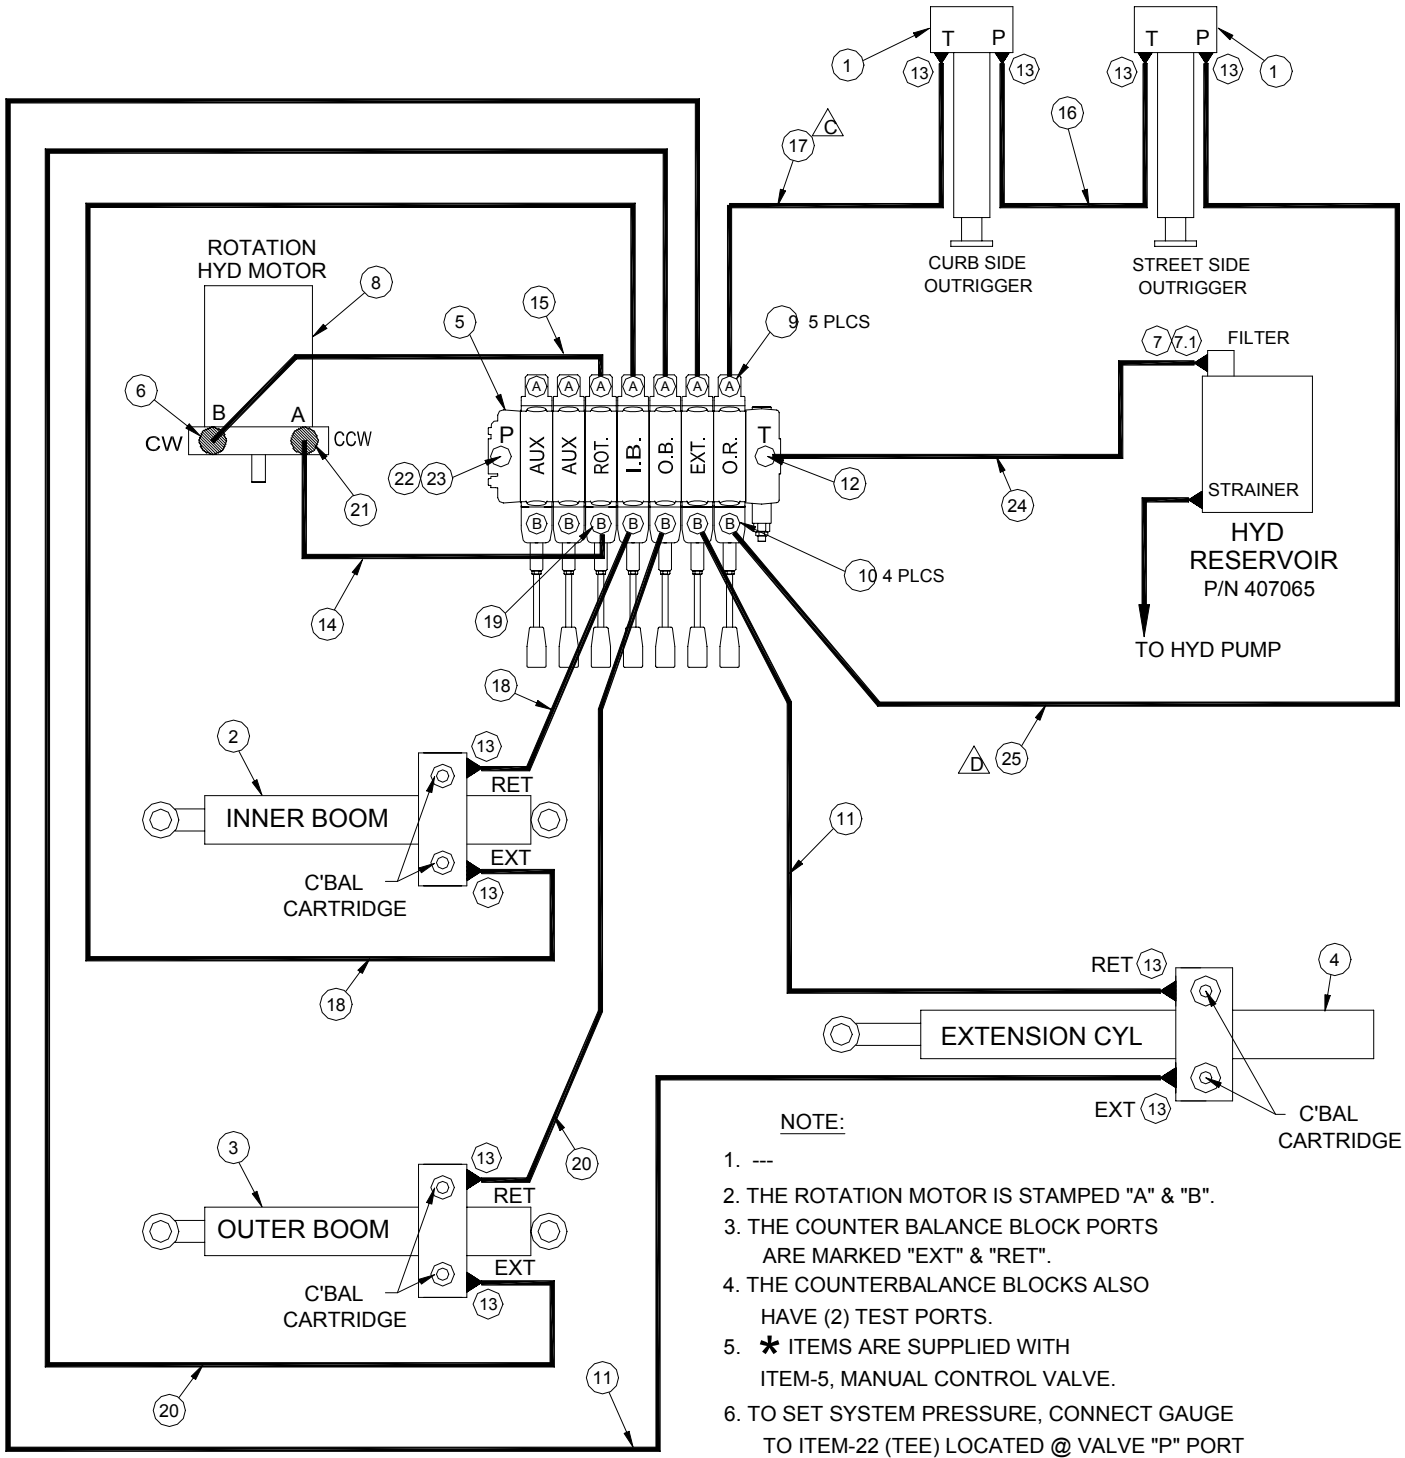 T P
T P
1
13
13
13
13
1
17
C
16
ROTATION
HYD MOTOR
8
15
5
9 5 PLCS
CURB SIDE
OUTRIGGER
STREET SIDE
OUTRIGGER
7
7.1
FILTER
6
B
A
CW
CCW
A A A A A A A
P
AUX
AUX
ROT.
I.B.
O.B.
EXT.
O.R.
T
22
23
21
12
24
STRAINER
B B B B B B B
HYD
RESERVOIR
P/N 407065
10 4 PLCS
14
19
TO HYD PUMP
18
2
13
RET
D
25
INNER BOOM
11
EXT
13
C'BAL
CARTRIDGE
18
RET
13
4
EXTENSION CYL
EXT
13
C'BAL
CARTRIDGE
3
13
20
RET
OUTER BOOM
EXT
13
C'BAL
CARTRIDGE
20
11
NOTE:
1. ---
2. THE ROTATION MOTOR IS STAMPED "A" & "B".
3. THE COUNTER BALANCE BLOCK PORTS
ARE MARKED "EXT" & "RET".
4. THE COUNTERBALANCE BLOCKS ALSO
HAVE (2) TEST PORTS.
5. * ITEMS ARE SUPPLIED WITH
ITEM-5, MANUAL CONTROL VALVE.
6. TO SET SYSTEM PRESSURE, CONNECT GAUGE
TO ITEM-22 (TEE) LOCATED @ VALVE "P" PORT